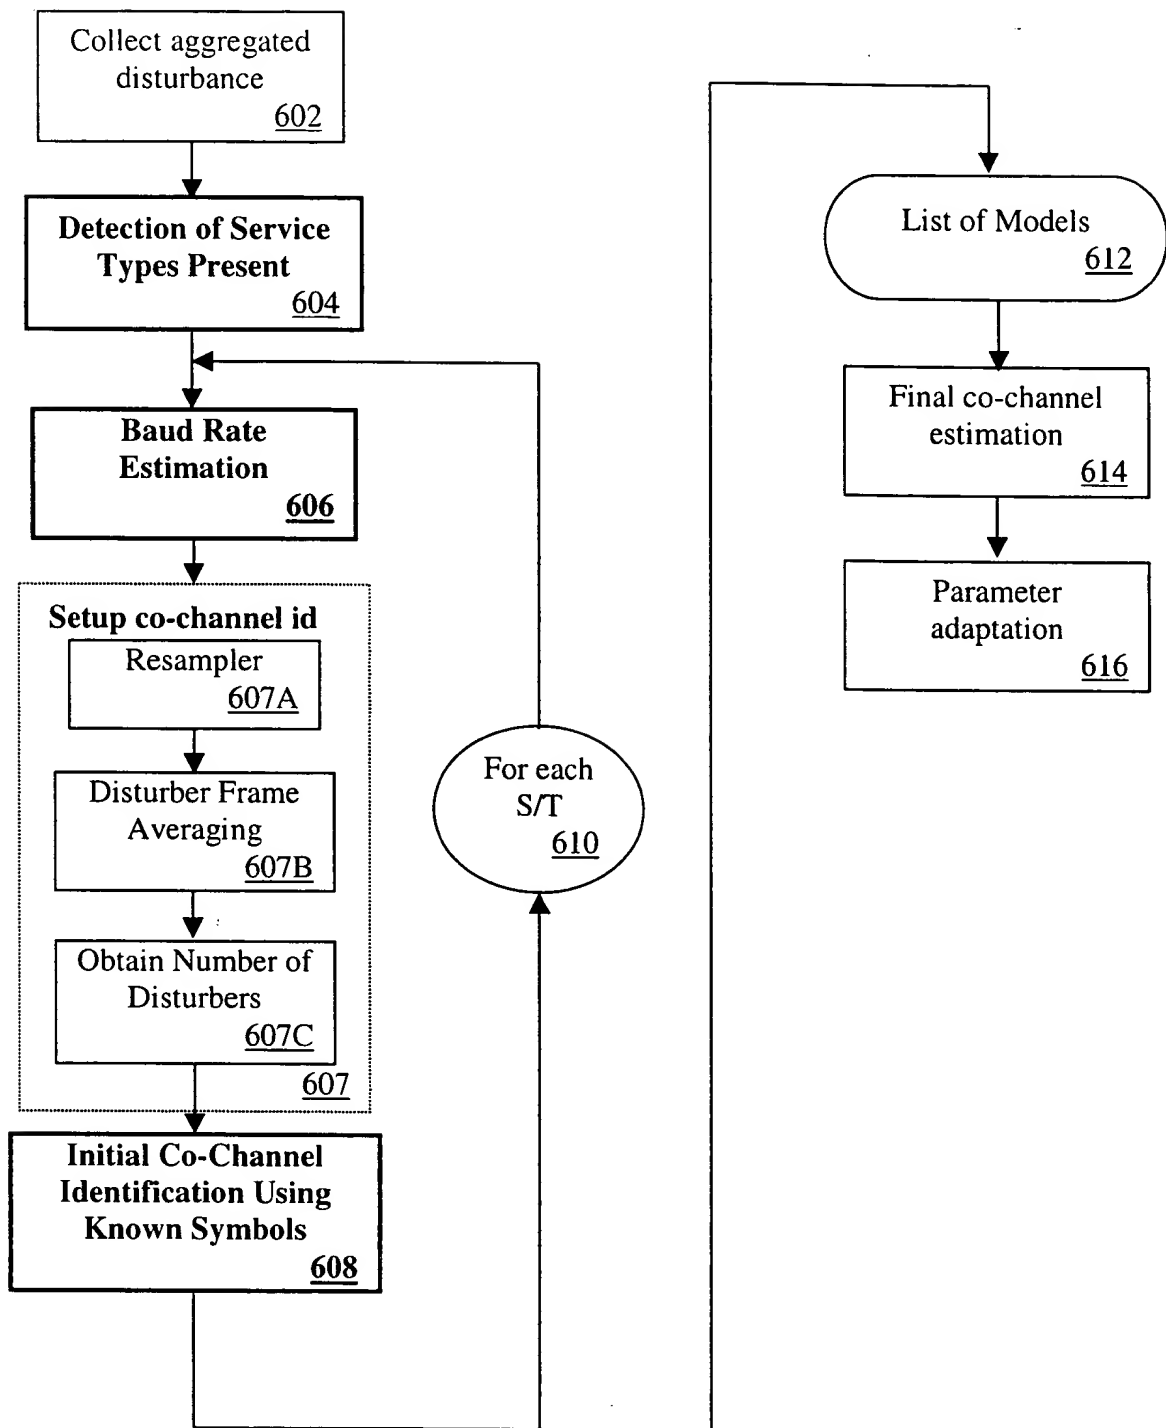 Collect aggregated
disturbance
602
Detection of Service
Types Present
604
Baud Rate
Estimation
606
Setup co-channel id
Resampler
607A
Disturber Frame
Averaging
607B
Obtain Number of
Disturbers
607C
607
Initial Co-Channel
Identification Using
Known Symbols
608
For each
S/T
610
List of Models
612
Final co-channel
estimation
614
Parameter
adaptation
616